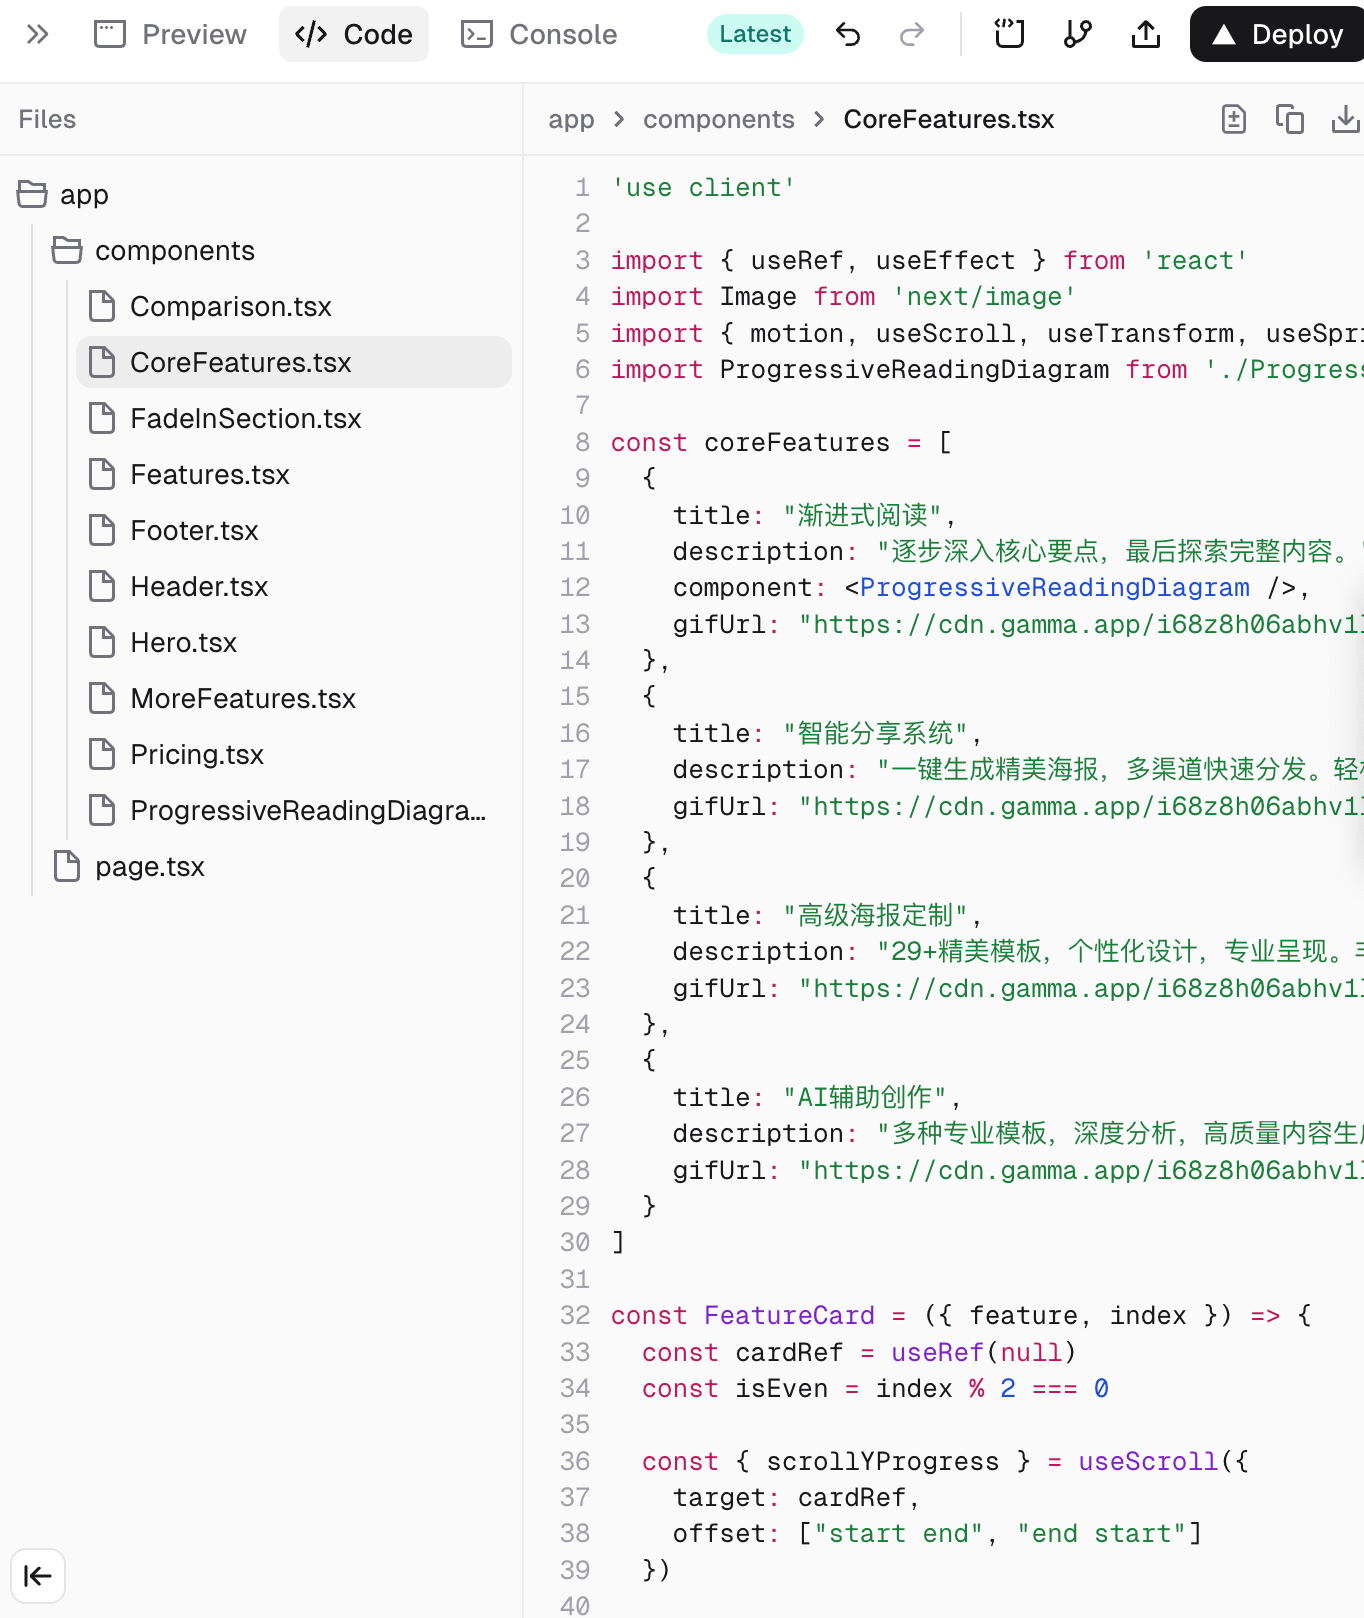 Preview
Code
Console
Latest
Deploy
Files
app
components
Comparison.tsx
CoreFeatures.tsx
FadeInSection.tsx
Features.tsx
Footer.tsx
Header.tsx
Hero.tsx
MoreFeatures.tsx
Pricing.tsx
ProgressiveReadingDiagra...
page.tsx
app > components > CoreFeatures.tsx
1 'use client'
2
3 import { useRef, useEffect } from 'react'
4 import Image from 'next/image'
5 import { motion, useScroll, useTransform, useSpri
6 import ProgressiveReadingDiagram from './Progress
7
8 const coreFeatures = [
9 {
10 title: "渐进式阅读",
11 description: "逐步深入核心要点，最后探索完整内容。"
12 component: <ProgressiveReadingDiagram />,
13 gifUrl: "https://cdn.gamma.app/i68z8h06abhv1l
14 },
15 {
16 title: "智能分享系统",
17 description: "一键生成精美海报，多渠道快速分发。轻
18 gifUrl: "https://cdn.gamma.app/i68z8h06abhv1l
19 },
20 {
21 title: "高级海报定制",
22 description: "29+精美模板，个性化设计，专业呈现。
23 gifUrl: "https://cdn.gamma.app/i68z8h06abhv1l
24 },
25 {
26 title: "AI辅助创作",
27 description: "多种专业模板，深度分析，高质量内容生
28 gifUrl: "https://cdn.gamma.app/i68z8h06abhv1l
29 }
30 ]
31
32 const FeatureCard = ({ feature, index }) => {
33 const cardRef = useRef(null)
34 const isEven = index % 2 === 0
35
36 const { scrollYProgress } = useScroll({
37 target: cardRef,
38 offset: ["start end", "end start"]
39 })
40